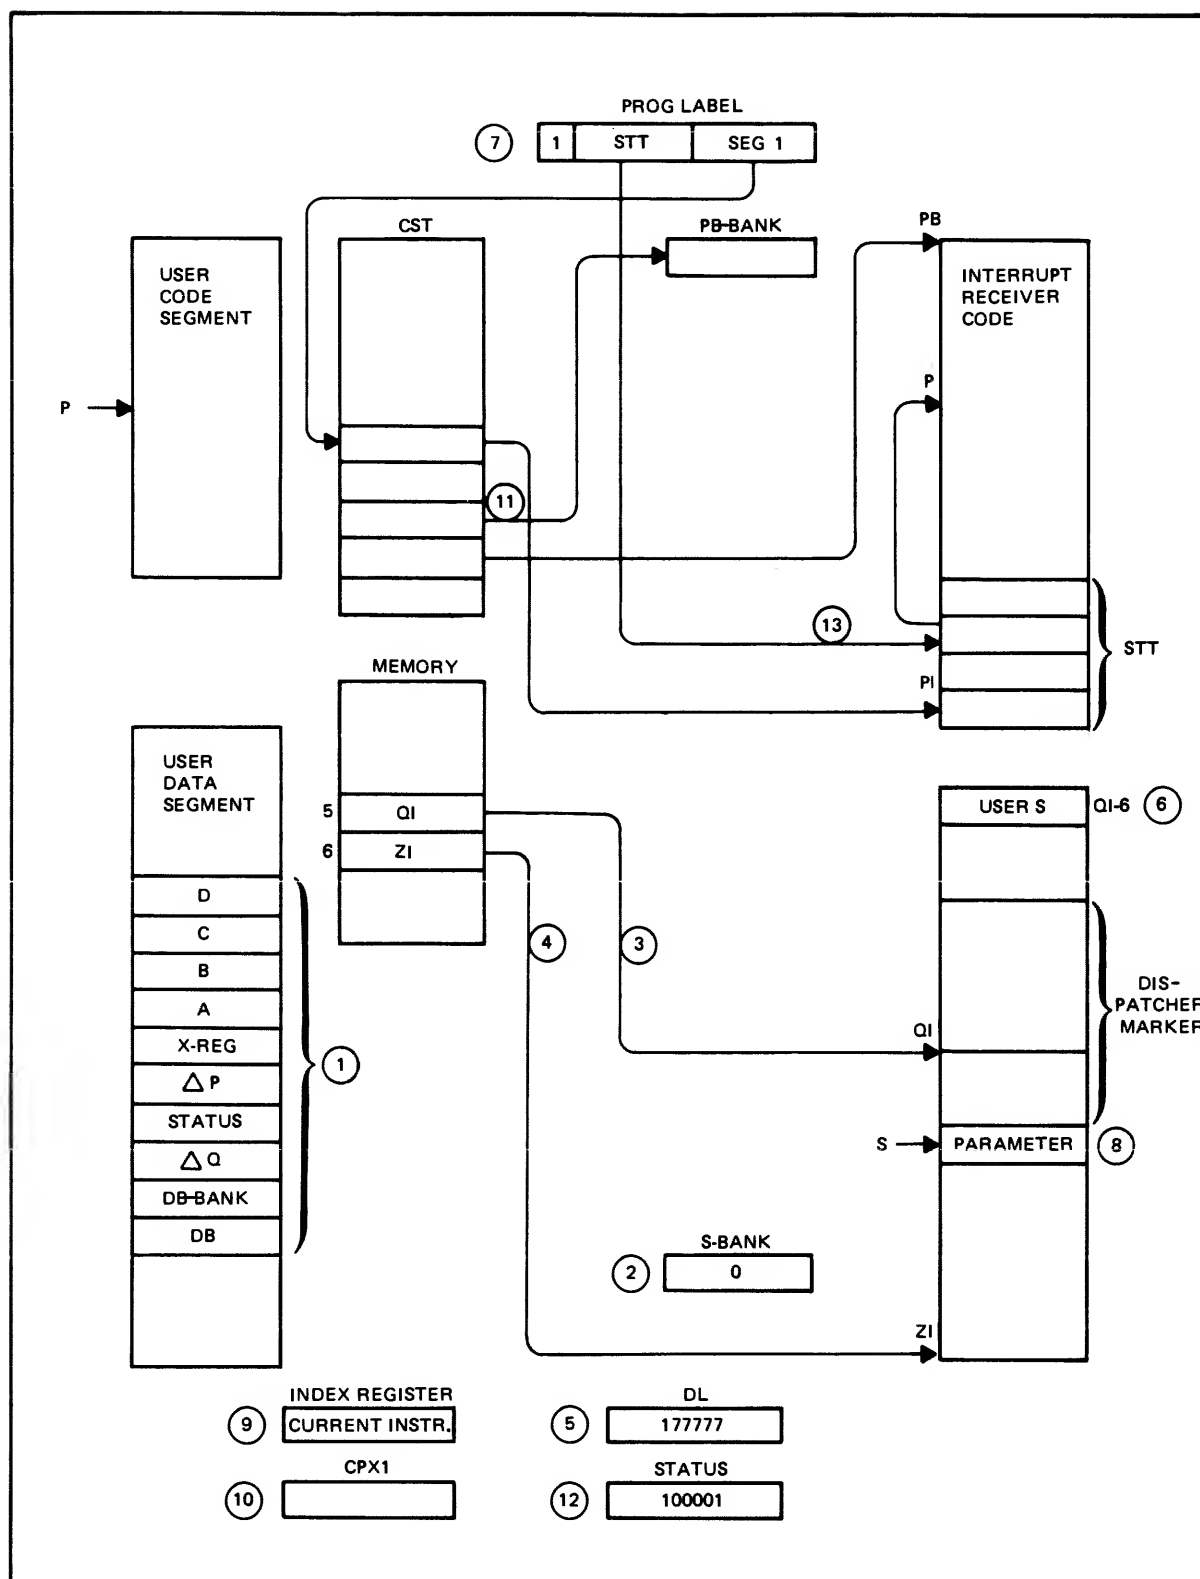 PROG LABEL
7
1 STT SEG 1
CST
PB-BANK
PB
USER
CODE
SEGMENT
INTERRUPT
RECEIVER
CODE
P
P
11
13
STT
PI
MEMORY
USER
DATA
SEGMENT
5 QI
6 ZI
USER S QI-6 6
D
C
B
A
X-REG
△ P
STATUS
△ Q
DB-BANK
DB
1
4
3
DIS-
PATCHER
MARKER
QI
S PARAMETER 8
S-BANK
2 0
ZI
INDEX REGISTER
9 CURRENT INSTR.
DL
5 177777
CPX1
10
STATUS
12 100001